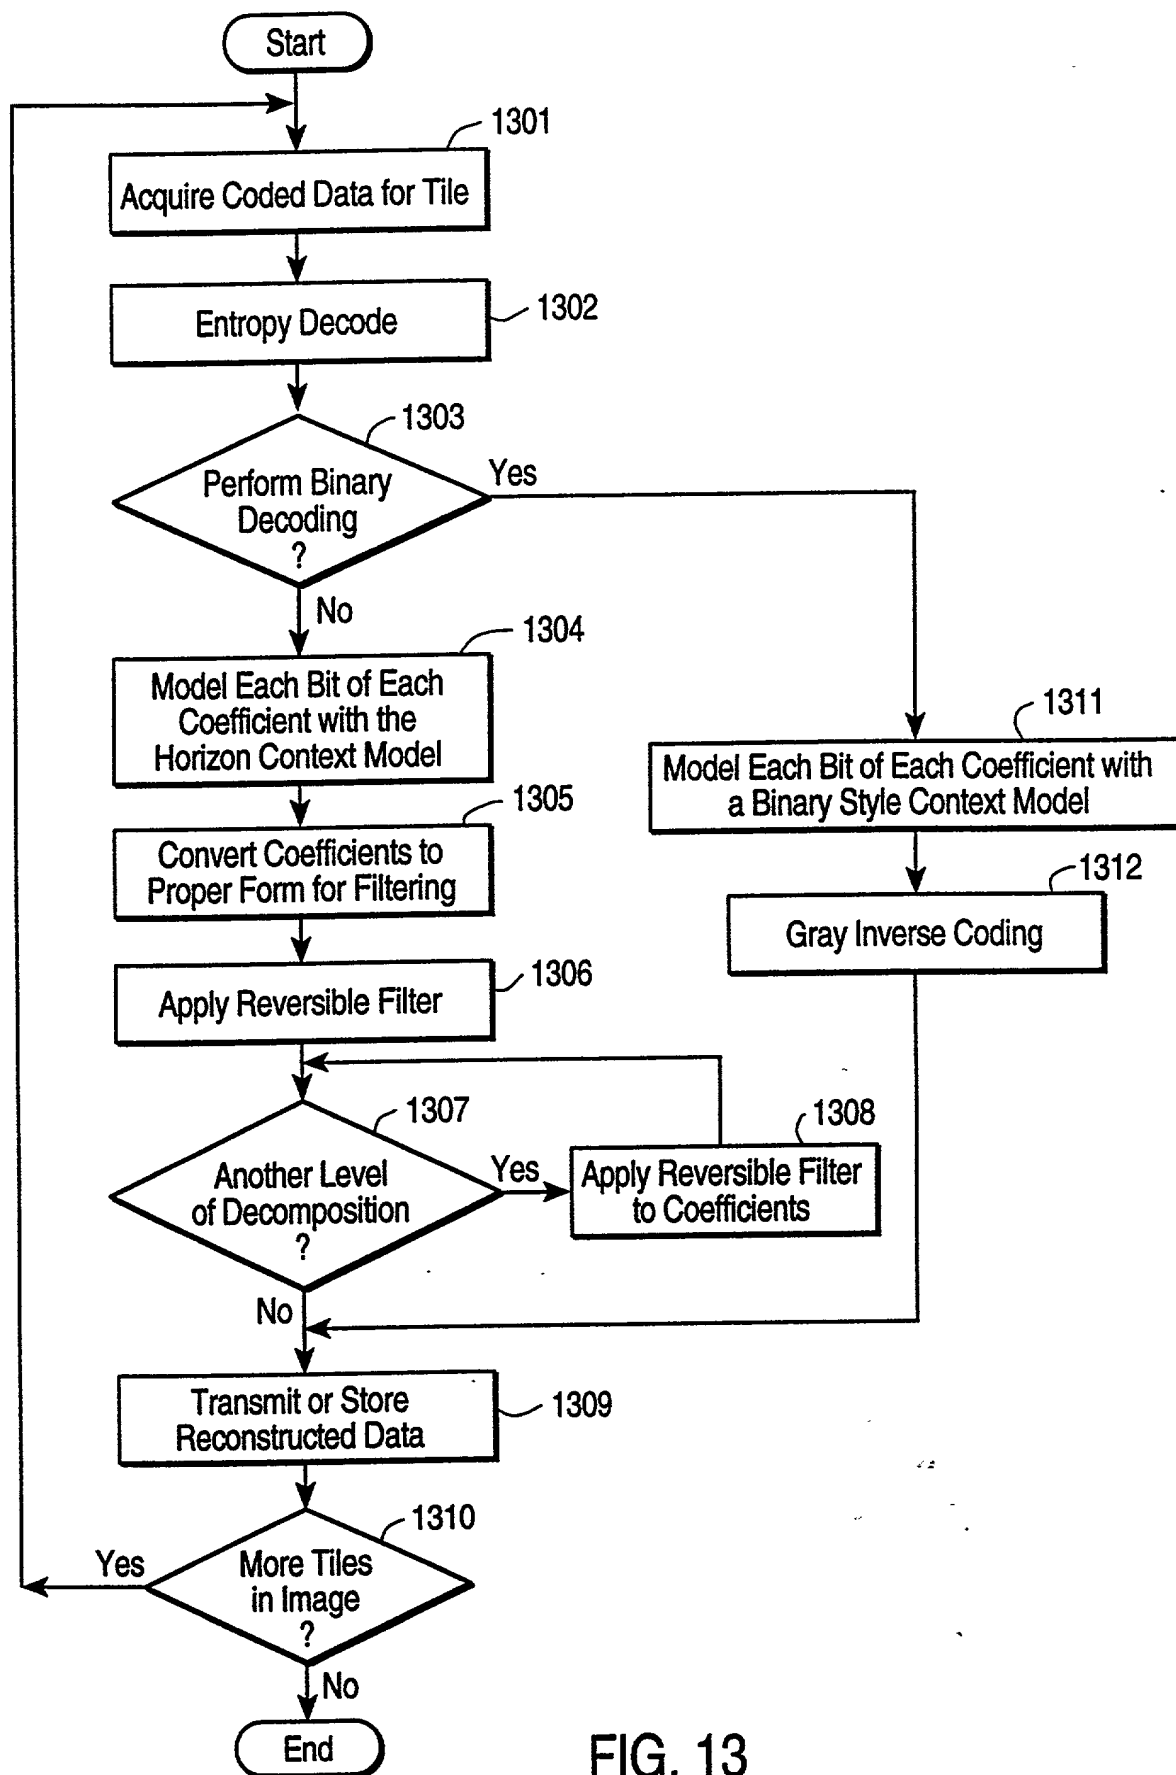 Start
1301
Acquire Coded Data for Tile
1302
Entropy Decode
1303
Perform Binary
Decoding
?
Yes
No
1304
Model Each Bit of Each
Coefficient with the
Horizon Context Model
1311
Model Each Bit of Each Coefficient with
a Binary Style Context Model
1305
Convert Coefficients to
Proper Form for Filtering
1312
Gray Inverse Coding
1306
Apply Reversible Filter
1307
Another Level
of Decomposition
?
Yes
1308
Apply Reversible Filter
to Coefficients
No
Transmit or Store
Reconstructed Data
1309
1310
More Tiles
in Image
?
Yes
No
End
FIG. 13